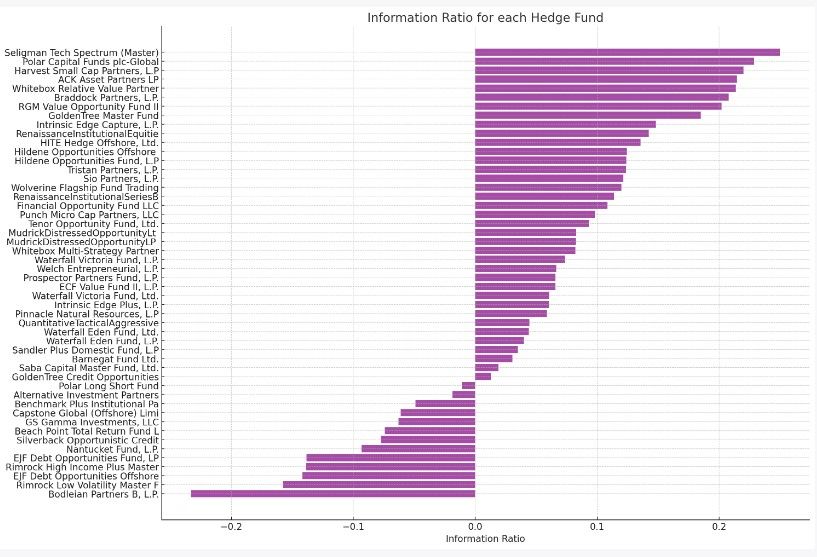 Information Ratio for each Hedge Fund
Seligman Tech Spectrum (Master)
Polar Capital Funds plc-Global
Harvest Small Cap Partners, L.P
ACK Asset Partners LP
Whitebox Relative Value Partner
Braddock Partners, L.P.
RGM Value Opportunity Fund II
GoldenTree Master Fund
Intrinsic Edge Capture, L.P.
RenaissanceInstitutionalEquitie
HITE Hedge Offshore, Ltd.
Hildene Opportunities Offshore
Hildene Opportunities Fund, L.P
Tristan Partners, L.P.
Sio Partners, L.P.
Wolverine Flagship Fund Trading
RenaissanceInstitutionalSeriesB
Financial Opportunity Fund LLC
Punch Micro Cap Partners, LLC
Tenor Opportunity Fund, Ltd.
MudrickDistressedOpportunityLt
MudrickDistressedOpportunityLP
Whitebox Multi-Strategy Partner
Waterfall Victoria Fund, L.P.
Welch Entrepreneurial, L.P.
Prospector Partners Fund, L.P.
ECF Value Fund II, L.P.
Waterfall Victoria Fund, Ltd.
Intrinsic Edge Plus, L.P.
Pinnacle Natural Resources, L.P
QuantitativeTacticalAggressive
Waterfall Eden Fund, Ltd.
Waterfall Eden Fund, L.P.
Sandler Plus Domestic Fund, L.P
Barnegat Fund Ltd.
Saba Capital Master Fund, Ltd.
GoldenTree Credit Opportunities
Polar Long Short Fund
Alternative Investment Partners
Benchmark Plus Institutional Pa
Capstone Global (Offshore) Limi
GS Gamma Investments, LLC
Beach Point Total Return Fund L
Silverback Opportunistic Credit
Nantucket Fund, L.P.
EJF Debt Opportunities Fund, LP
Rimrock High Income Plus Master
EJF Debt Opportunities Offshore
Rimrock Low Volatility Master F
Bodleian Partners B, L.P.
−0.2 −0.1 0.0 0.1 0.2
Information Ratio